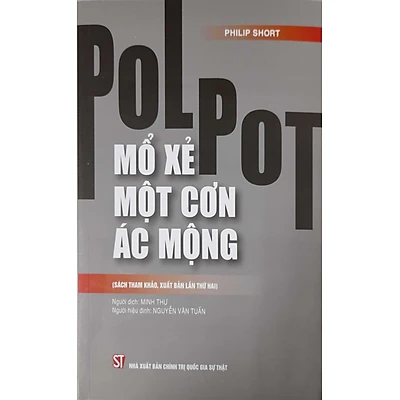 PHILIP SHORT
POL POT
MỔ XẺ
MỘT CƠN
ÁC MỘNG
(SÁCH THAM KHẢO, XUẤT BẢN LẦN THỨ HAI)
Người dịch: MINH THƯ
Người hiệu đính: NGUYỄN VĂN TUẤN
ST NHÀ XUẤT BẢN CHÍNH TRỊ QUỐC GIA SỰ THẬT